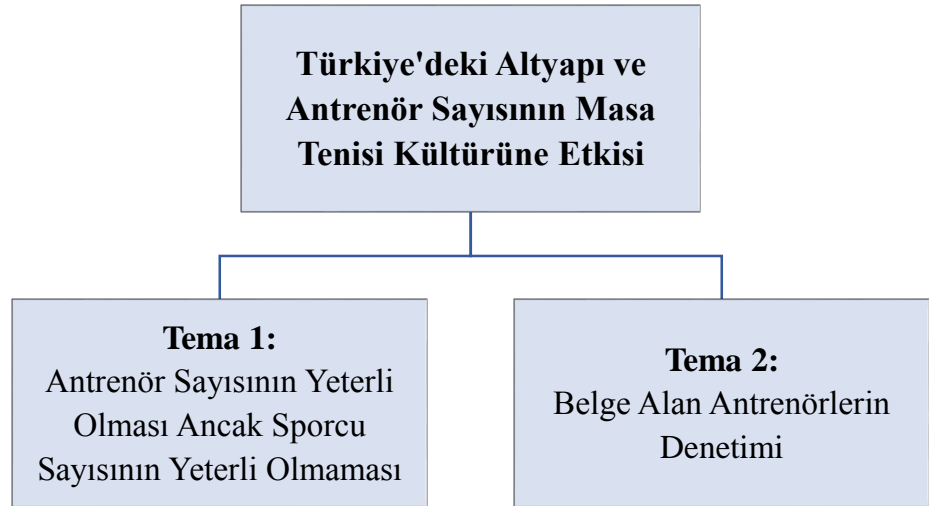 Türkiye'deki Altyapı ve
Antrenör Sayısının Masa
Tenisi Kültürüne Etkisi
Tema 1:
Antrenör Sayısının Yeterli
Olması Ancak Sporcu
Sayısının Yeterli Olmaması
Tema 2:
Belge Alan Antrenörlerin
Denetimi